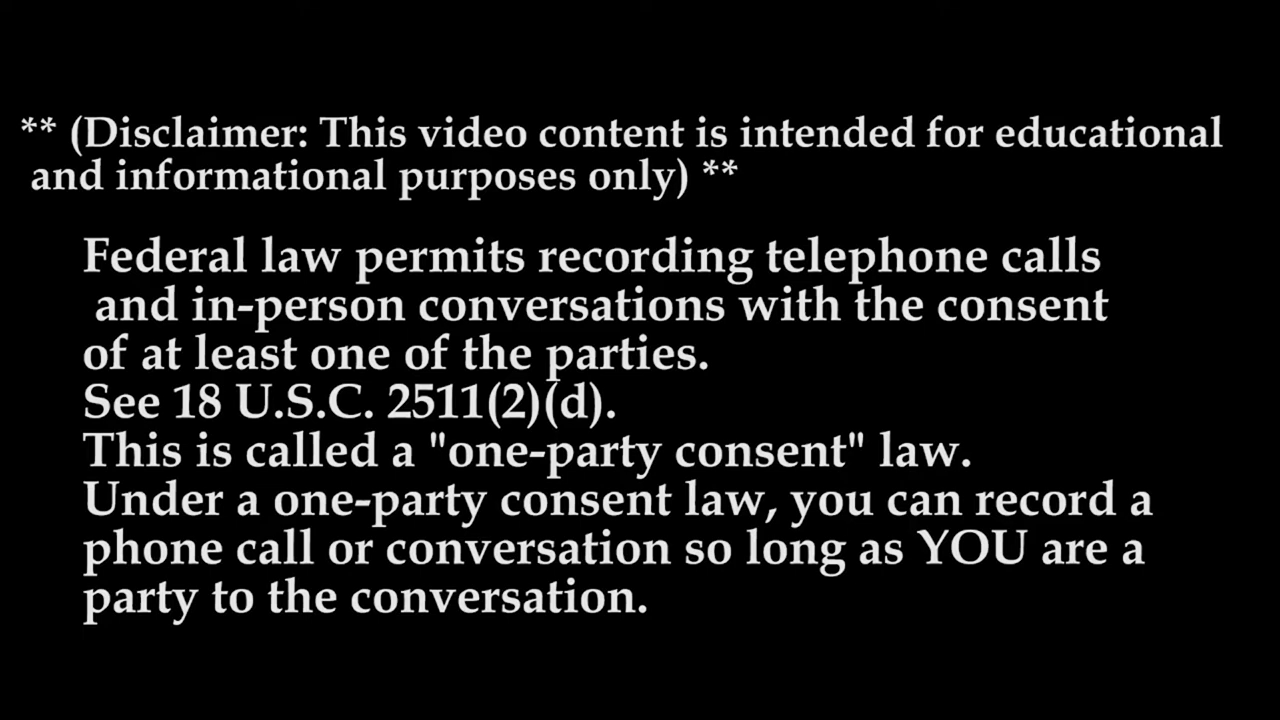 ** (Disclaimer: This video content is intended for educational
and informational purposes only) **
Federal law permits recording telephone calls
and in-person conversations with the consent
of at least one of the parties.
See 18 U.S.C. 2511(2)(d).
This is called a "one-party consent" law.
Under a one-party consent law, you can record a
phone call or conversation so long as YOU are a
party to the conversation.